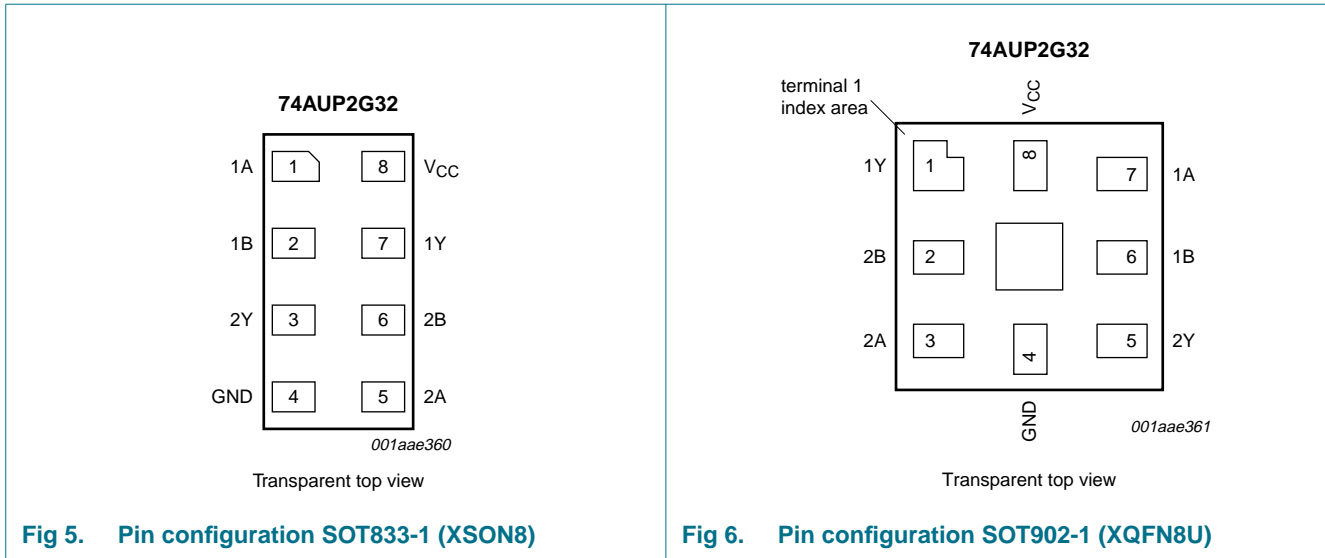 74AUP2G32
1A 1 8 VCC
1B 2 7 1Y
2Y 3 6 2B
GND 4 5 2A
001aae360
Transparent top view
Fig 5. Pin configuration SOT833-1 (XSON8)
74AUP2G32
terminal 1
index area
VCC
1Y 1 8 7 1A
2B 2 6 1B
2A 3 4 5 2Y
GND
001aae361
Transparent top view
Fig 6. Pin configuration SOT902-1 (XQFN8U)